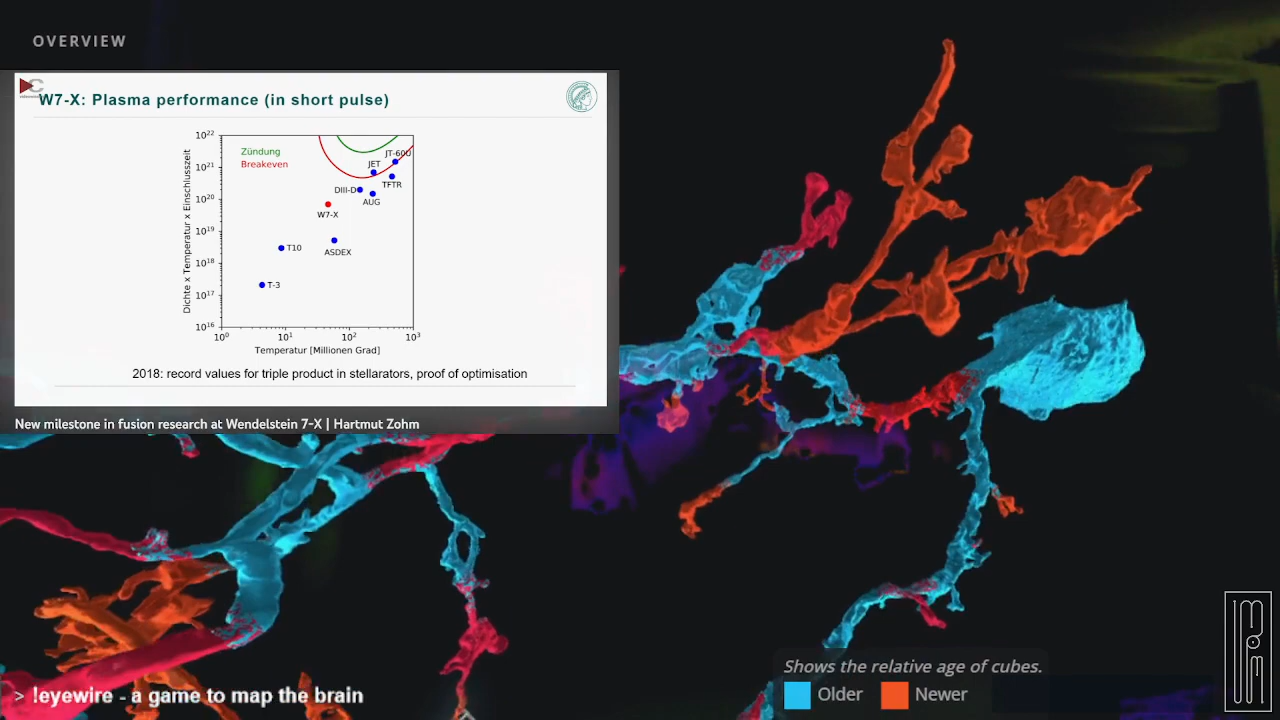 OVERVIEW
W7-X: Plasma performance (in short pulse)
10²²
10²¹
10²⁰
10¹⁹
10¹⁸
10¹⁷
10¹⁶
Dichte x Temperatur x Einschlusszeit
Zündung
Breakeven
JT-60U
JET
TFTR
DIII-D
AUG
W7-X
T10
ASDEX
T-3
10⁰ 10¹ 10² 10³
Temperatur [Millionen Grad]
2018: record values for triple product in stellarators, proof of optimisation
New milestone in fusion research at Wendelstein 7-X | Hartmut Zohm
> !eyewire - a game to map the brain
Shows the relative age of cubes.
Older Newer